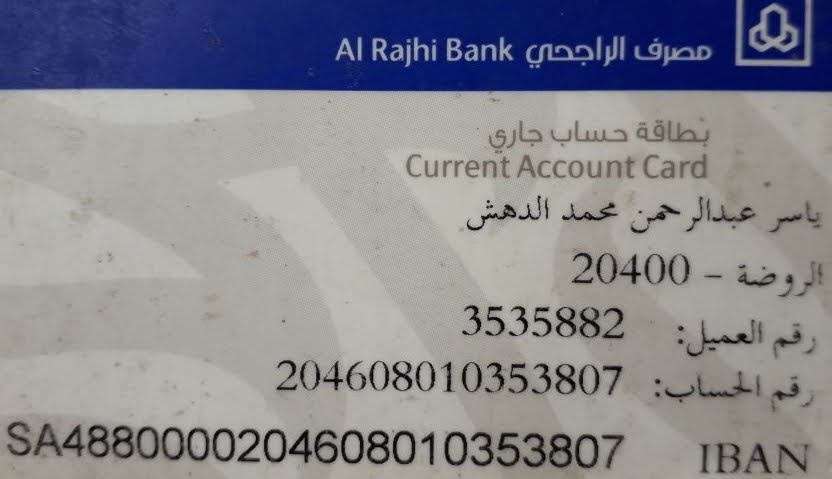 Al Rajhi Bank مصرف الراجحي
بطاقة حساب جاري
Current Account Card
ياسر عبدالرحمن محمد الدهش
الروضة - 20400
رقم العميل: 3535882
رقم الحساب: 204608010353807
IBAN SA4880000204608010353807